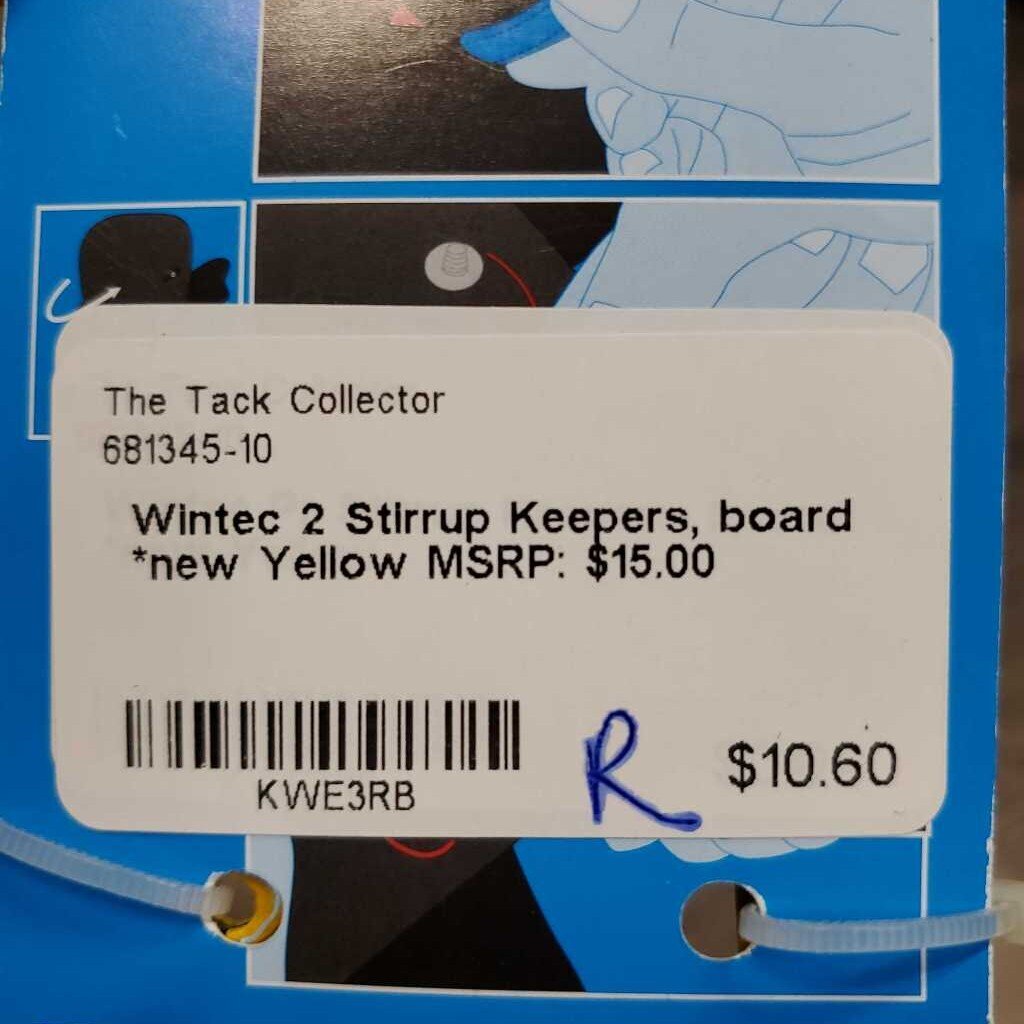 The Tack Collector
681345-10
Wintec 2 Stirrup Keepers, board
*new Yellow MSRP: $15.00
KWE3RB
R
$10.60